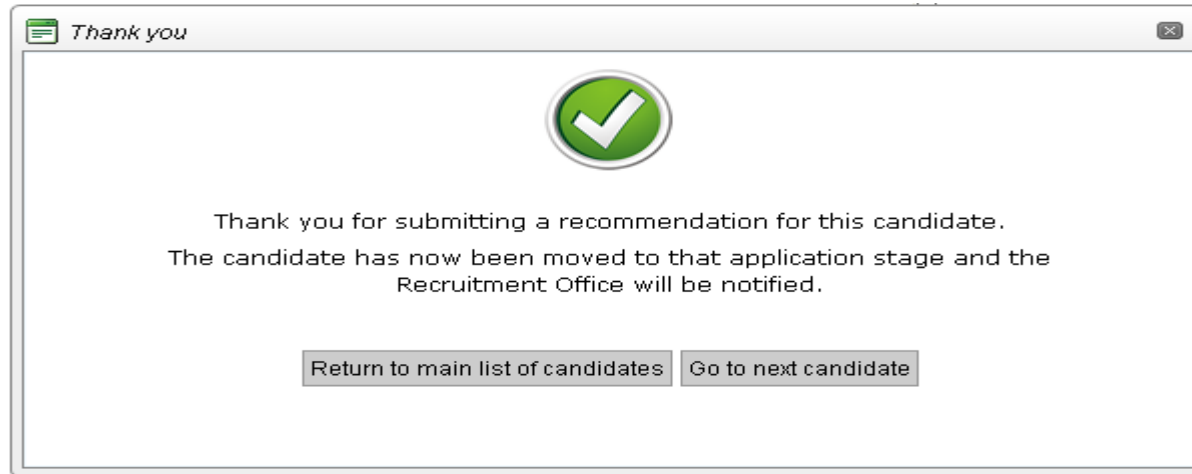 Thank you
Thank you for submitting a recommendation for this candidate.
The candidate has now been moved to that application stage and the
Recruitment Office will be notified.
Return to main list of candidates Go to next candidate